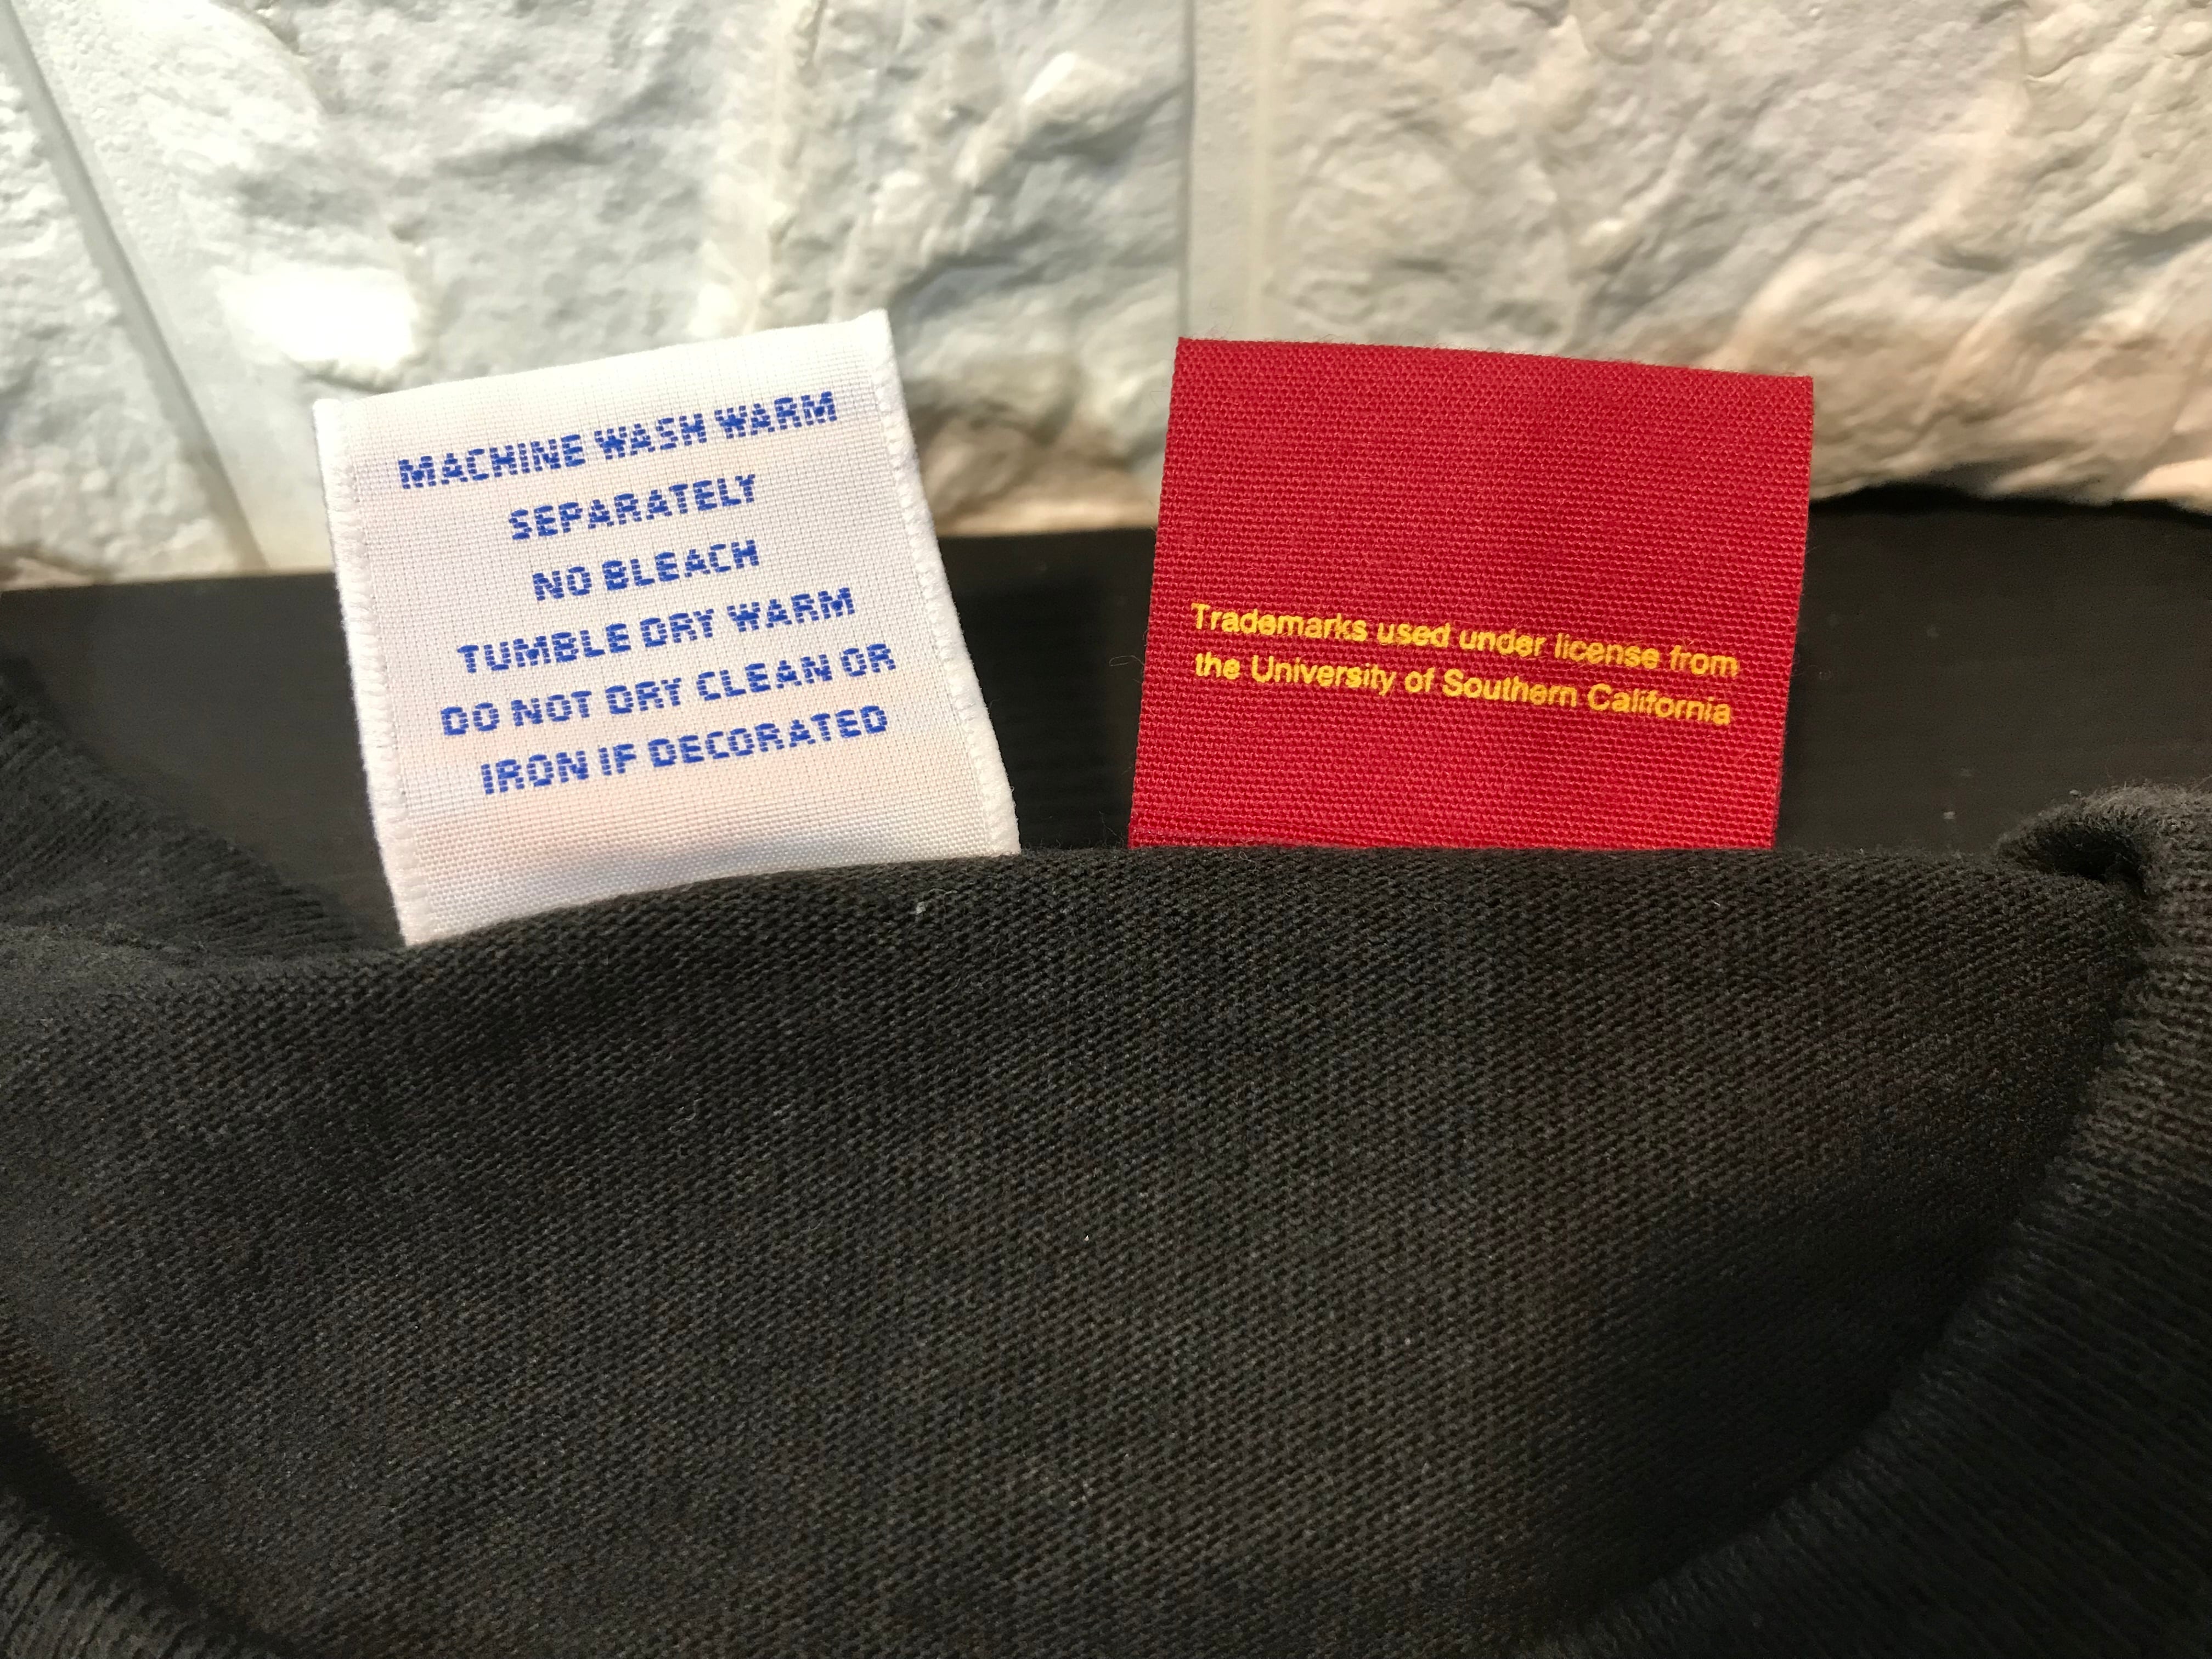 MACHINE WASH WARM
SEPARATELY
NO BLEACH
TUMBLE DRY WARM
DO NOT DRY CLEAN OR
IRON IF DECORATED
Trademarks used under license from
the University of Southern California